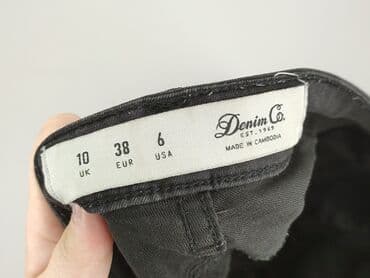 10 38 6
UK EUR USA
Denim Co.
EST. 1969
MADE IN CAMBODIA